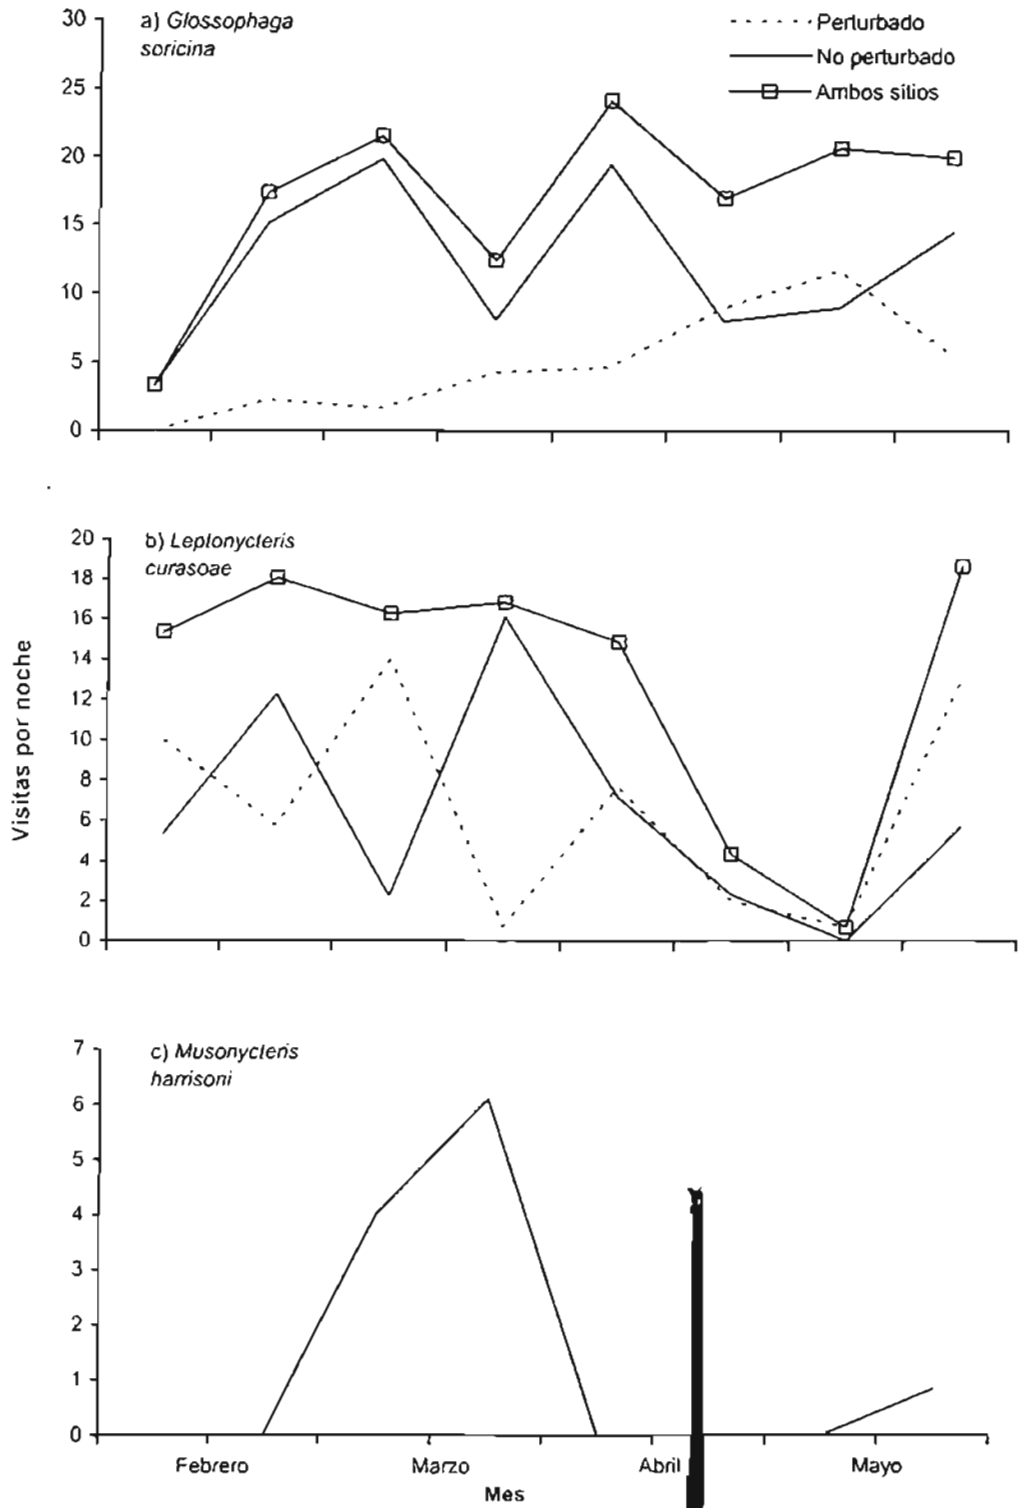 a) Glossophaga
soricina
Perturbado
No perturbado
Ambos sitios
30
25
20
15
10
5
0
b) Leptonycteris
curasoae
20
18
16
14
12
10
8
6
4
2
0
Visitas por noche
c) Musonycteris
harrisoni
7
6
5
4
3
2
1
0
Febrero Marzo Abril Mayo
Mes